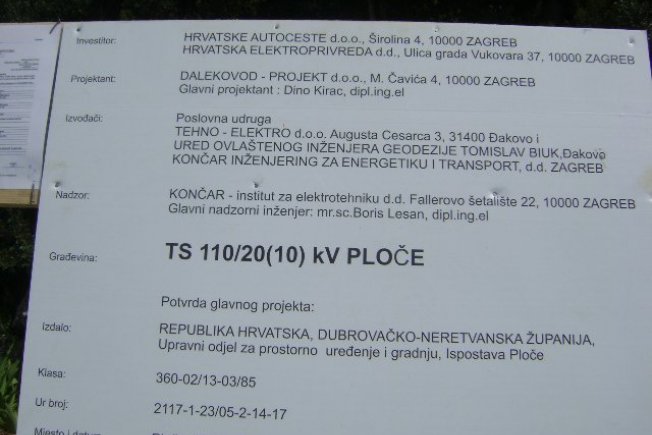 Investitor: HRVATSKE AUTOCESTE d.o.o., Širolina 4, 10000 ZAGREB
HRVATSKA ELEKTROPRIVREDA d.d., Ulica grada Vukovara 37, 10000 ZAGREB
Projektant: DALEKOVOD - PROJEKT d.o.o., M. Čavića 4, 10000 ZAGREB
Glavni projektant : Dino Kirac, dipl.ing.el
Izvođači: Poslovna udruga
TEHNO - ELEKTRO d.o.o. Augusta Cesarca 3, 31400 Đakovo i
URED OVLAŠTENOG INŽENJERA GEODEZIJE TOMISLAV BIUK,Đakovo
KONČAR INŽENJERING ZA ENERGETIKU I TRANSPORT, d.d. ZAGREB
Nadzor: KONČAR - institut za elektrotehniku d.d. Fallerovo šetalište 22, 10000 ZAGREB
Glavni nadzorni inženjer: mr.sc.Boris Lesan, dipl.ing.el
Građevina: TS 110/20(10) kV PLOČE
Potvrda glavnog projekta:
Izdalo: REPUBLIKA HRVATSKA, DUBROVAČKO-NERETVANSKA ŽUPANIJA,
Upravni odjel za prostorno uređenje i gradnju, Ispostava Ploče
Klasa: 360-02/13-03/85
Ur broj: 2117-1-23/05-2-14-17